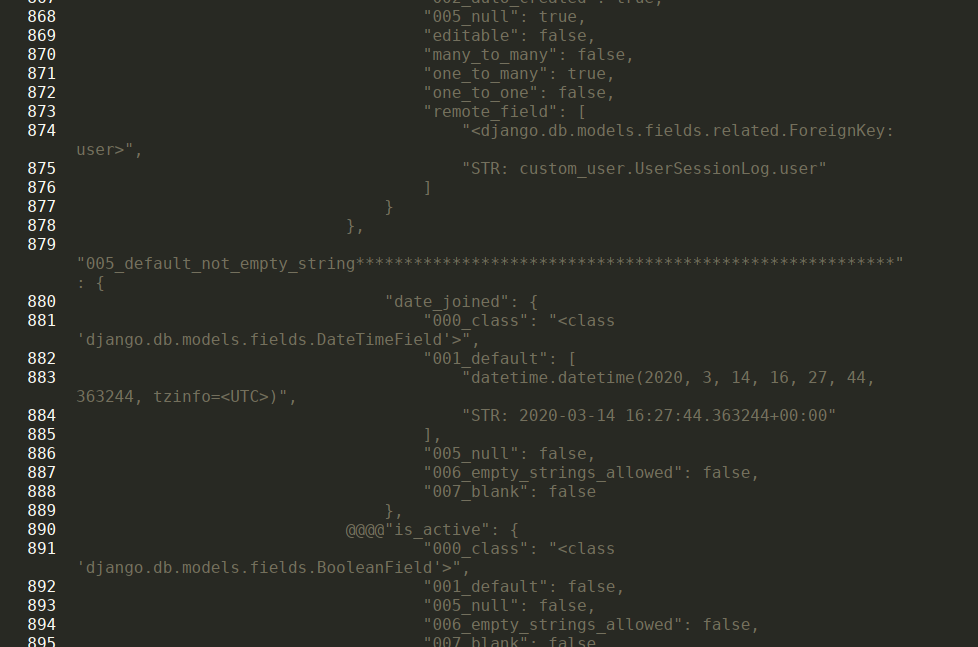 867 "002_auto_created": true,
868 "005_null": true,
869 "editable": false,
870 "many_to_many": false,
871 "one_to_many": true,
872 "one_to_one": false,
873 "remote_field": [
874 "<django.db.models.fields.related.ForeignKey:
user>",
875 "STR: custom_user.UserSessionLog.user"
876 ]
877 }
878 },
879
"005_default_not_empty_string********************************************************"
: {
880 "date_joined": {
881 "000_class": "<class
'django.db.models.fields.DateTimeField'>",
882 "001_default": [
883 "datetime.datetime(2020, 3, 14, 16, 27, 44,
363244, tzinfo=<UTC>)",
884 "STR: 2020-03-14 16:27:44.363244+00:00"
885 ],
886 "005_null": false,
887 "006_empty_strings_allowed": false,
888 "007_blank": false
889 },
890 @@@@"is_active": {
891 "000_class": "<class
'django.db.models.fields.BooleanField'>",
892 "001_default": false,
893 "005_null": false,
894 "006_empty_strings_allowed": false,
895 "007_blank": false